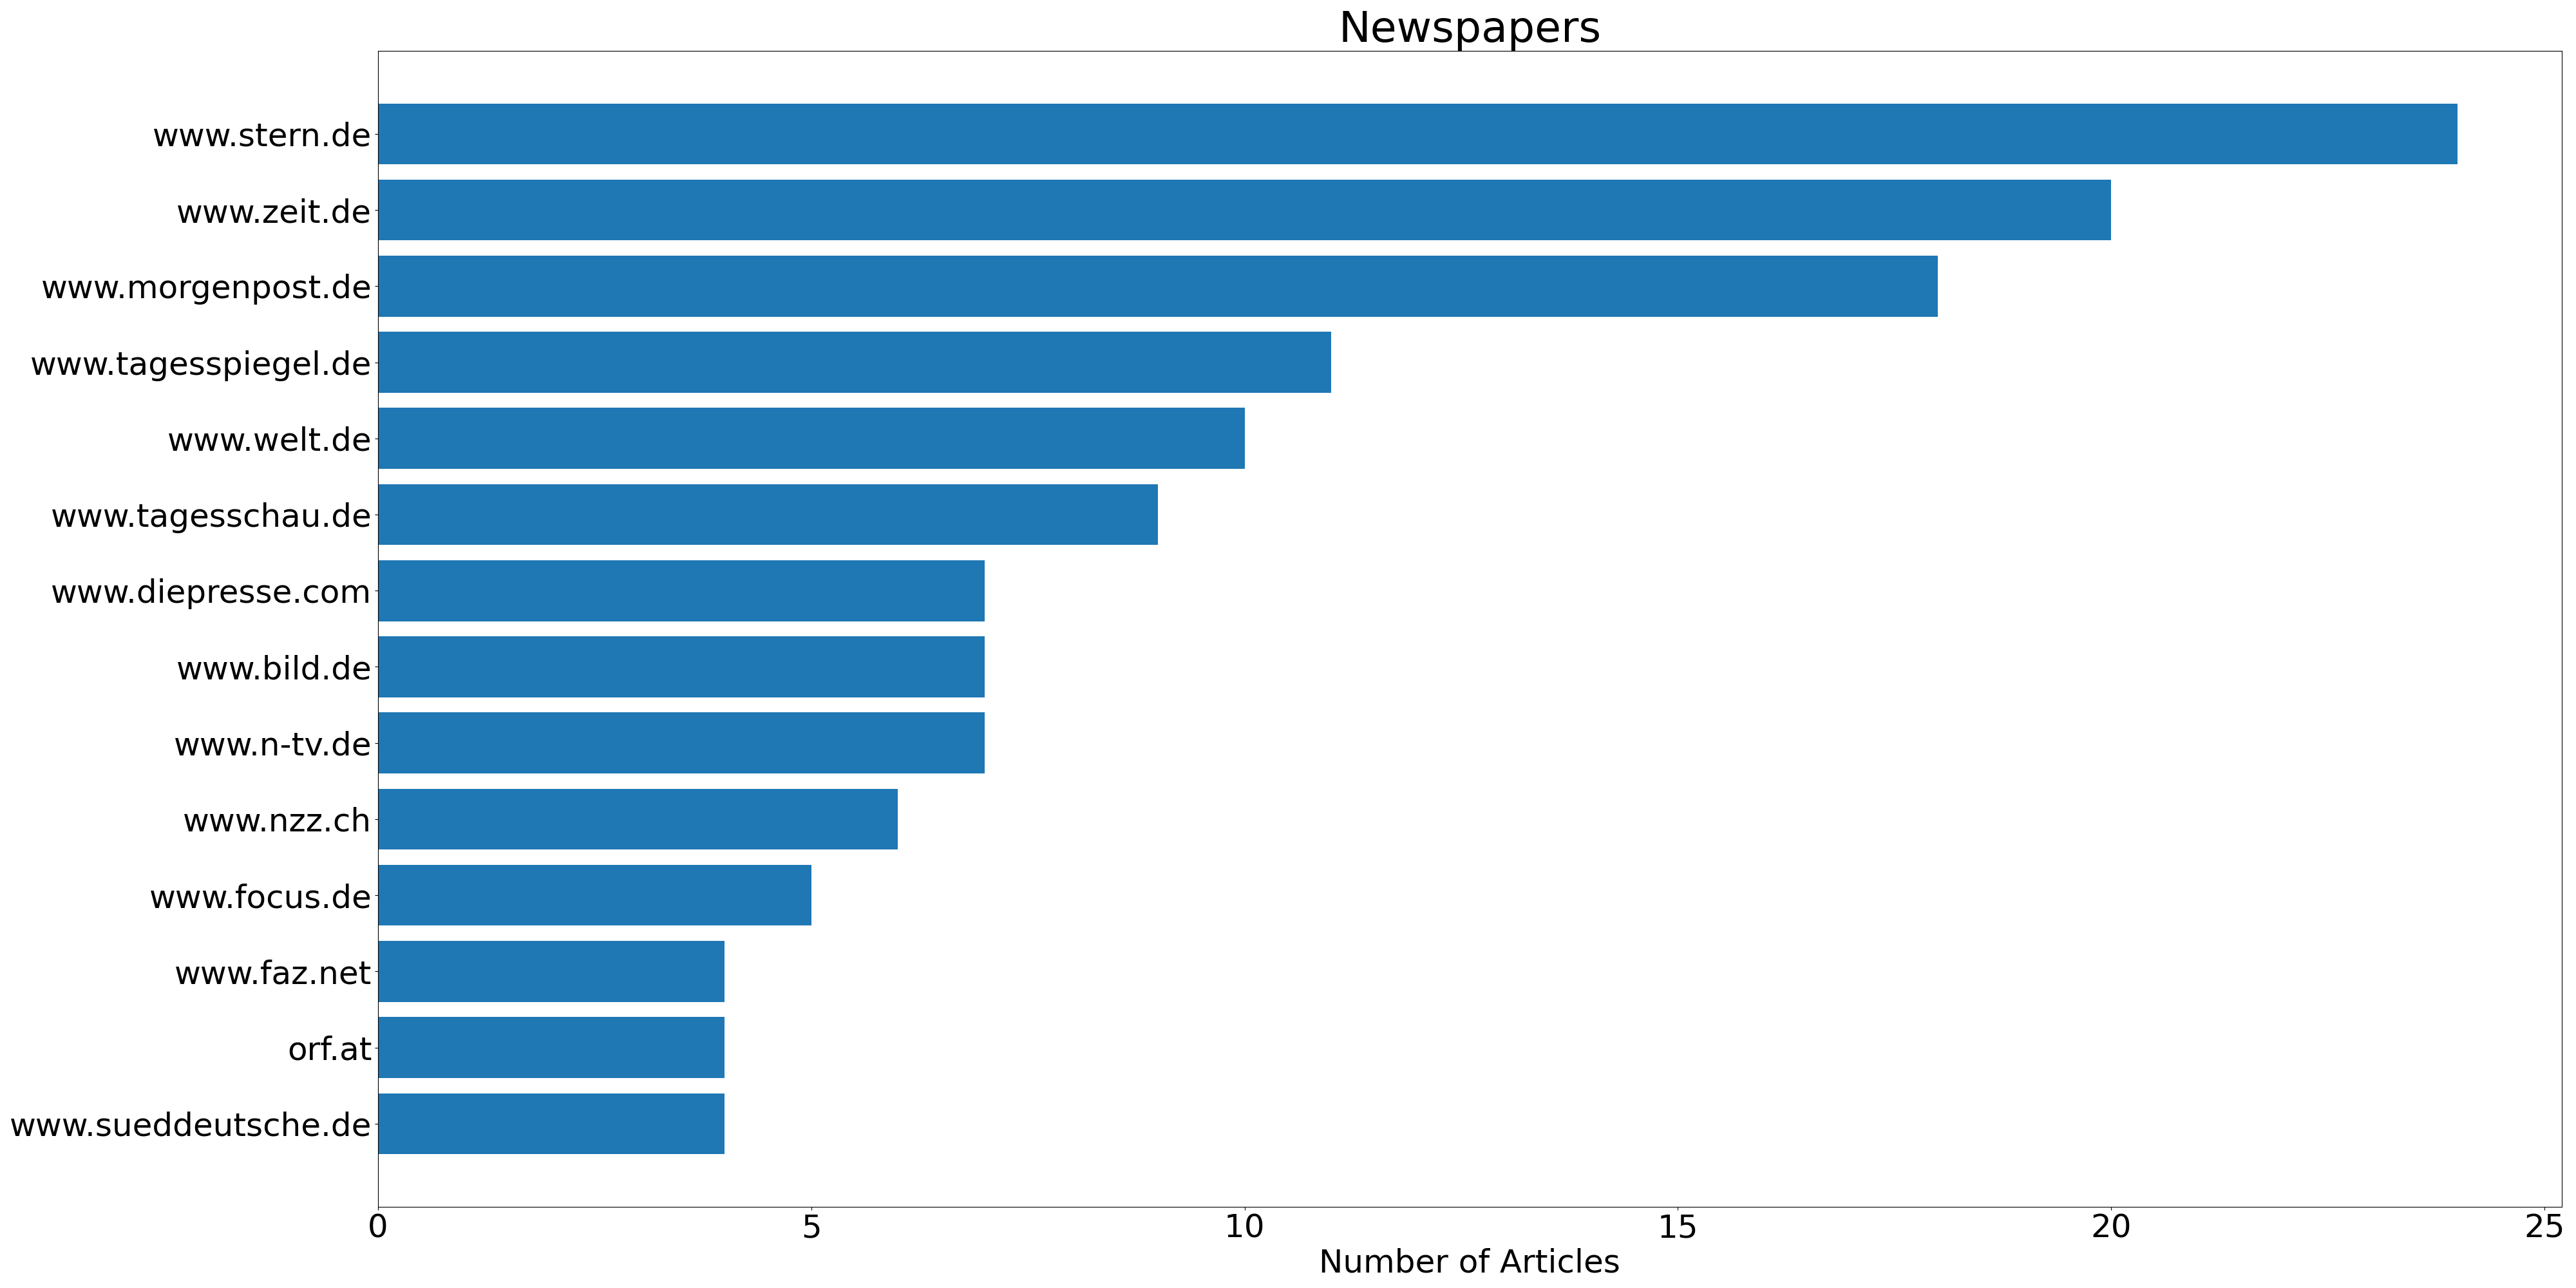 Newspapers
www.stern.de
www.zeit.de
www.morgenpost.de
www.tagesspiegel.de
www.welt.de
www.tagesschau.de
www.diepresse.com
www.bild.de
www.n-tv.de
www.nzz.ch
www.focus.de
www.faz.net
orf.at
www.sueddeutsche.de
0 5 10 15 20 25
Number of Articles